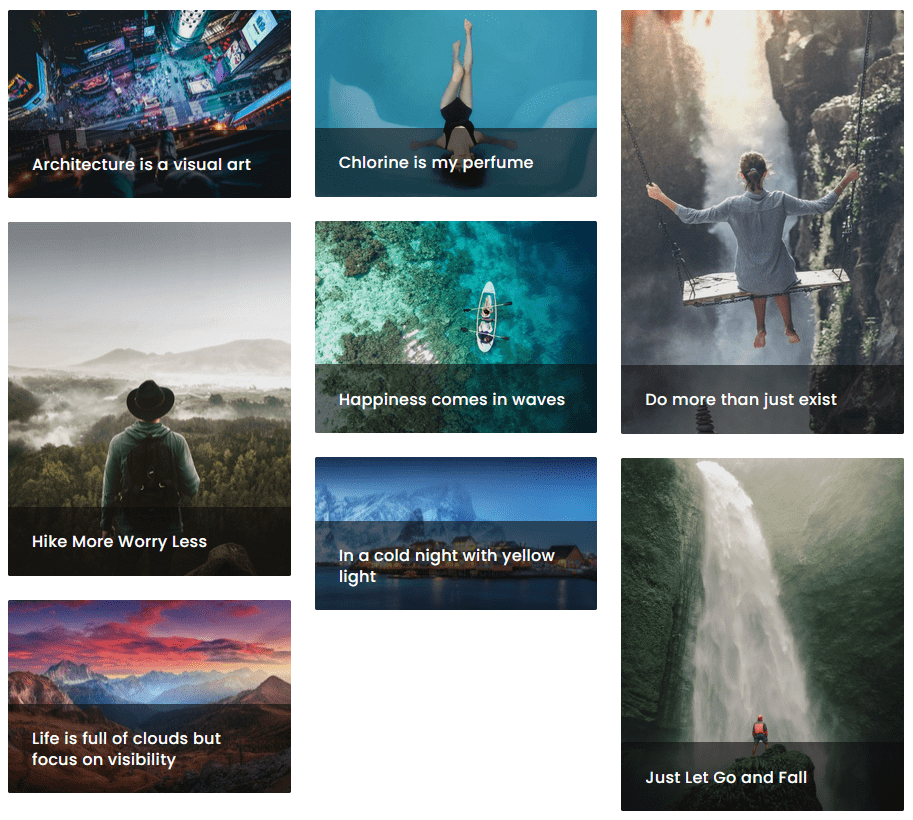 Architecture is a visual art
Chlorine is my perfume
Do more than just exist
Hike More Worry Less
Happiness comes in waves
In a cold night with yellow
light
Life is full of clouds but
focus on visibility
Just Let Go and Fall